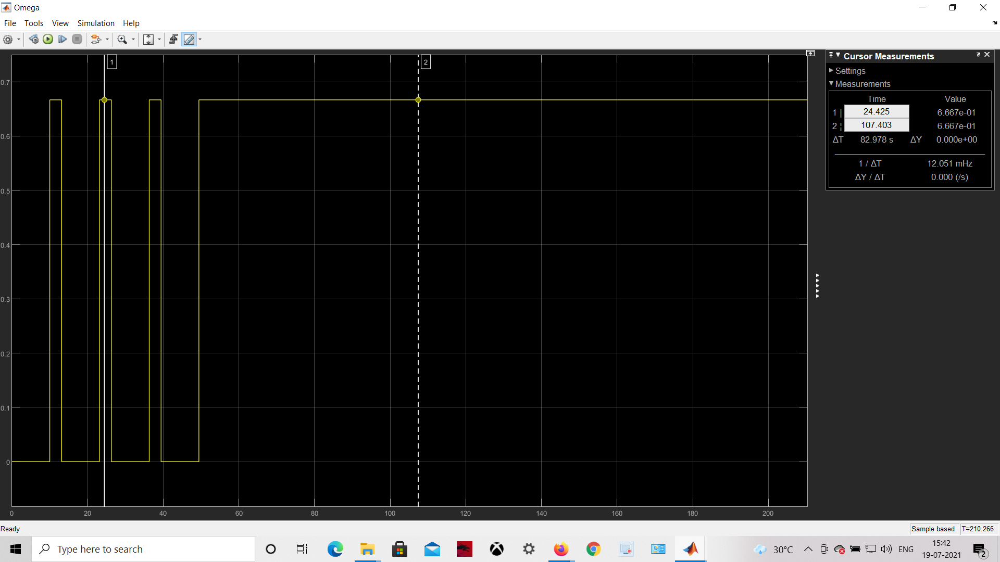 Omega
File Tools View Simulation Help
1
2
0.7
0.6
0.5
0.4
0.3
0.2
0.1
0
0 20 40 60 80 100 120 140 160 180 200
Cursor Measurements
Settings
Measurements
Time Value
1 | 24.425 6.667e-01
2 ¦ 107.403 6.667e-01
ΔT 82.978 s ΔY 0.000e+00
1 / ΔT 12.051 mHz
ΔY / ΔT 0.000 (/s)
Ready Sample based T=210.266
Type here to search
30°C ENG 15:42
19-07-2021
2